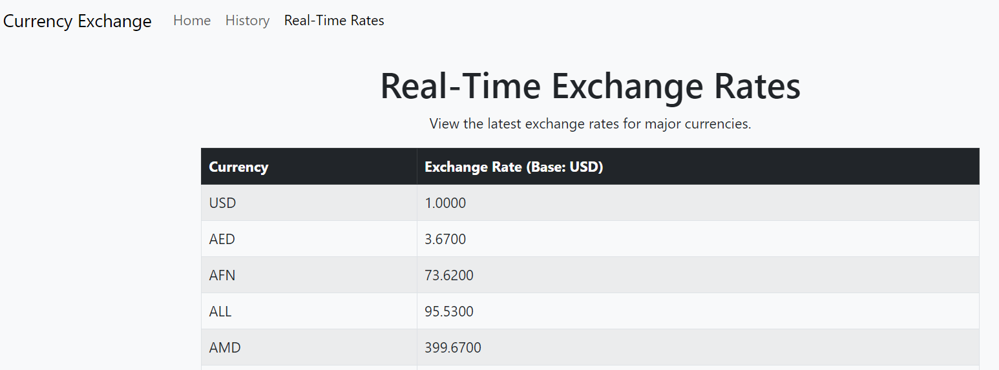 Currency Exchange Home History Real-Time Rates
Real-Time Exchange Rates
View the latest exchange rates for major currencies.
Currency Exchange Rate (Base: USD)
USD 1.0000
AED 3.6700
AFN 73.6200
ALL 95.5300
AMD 399.6700